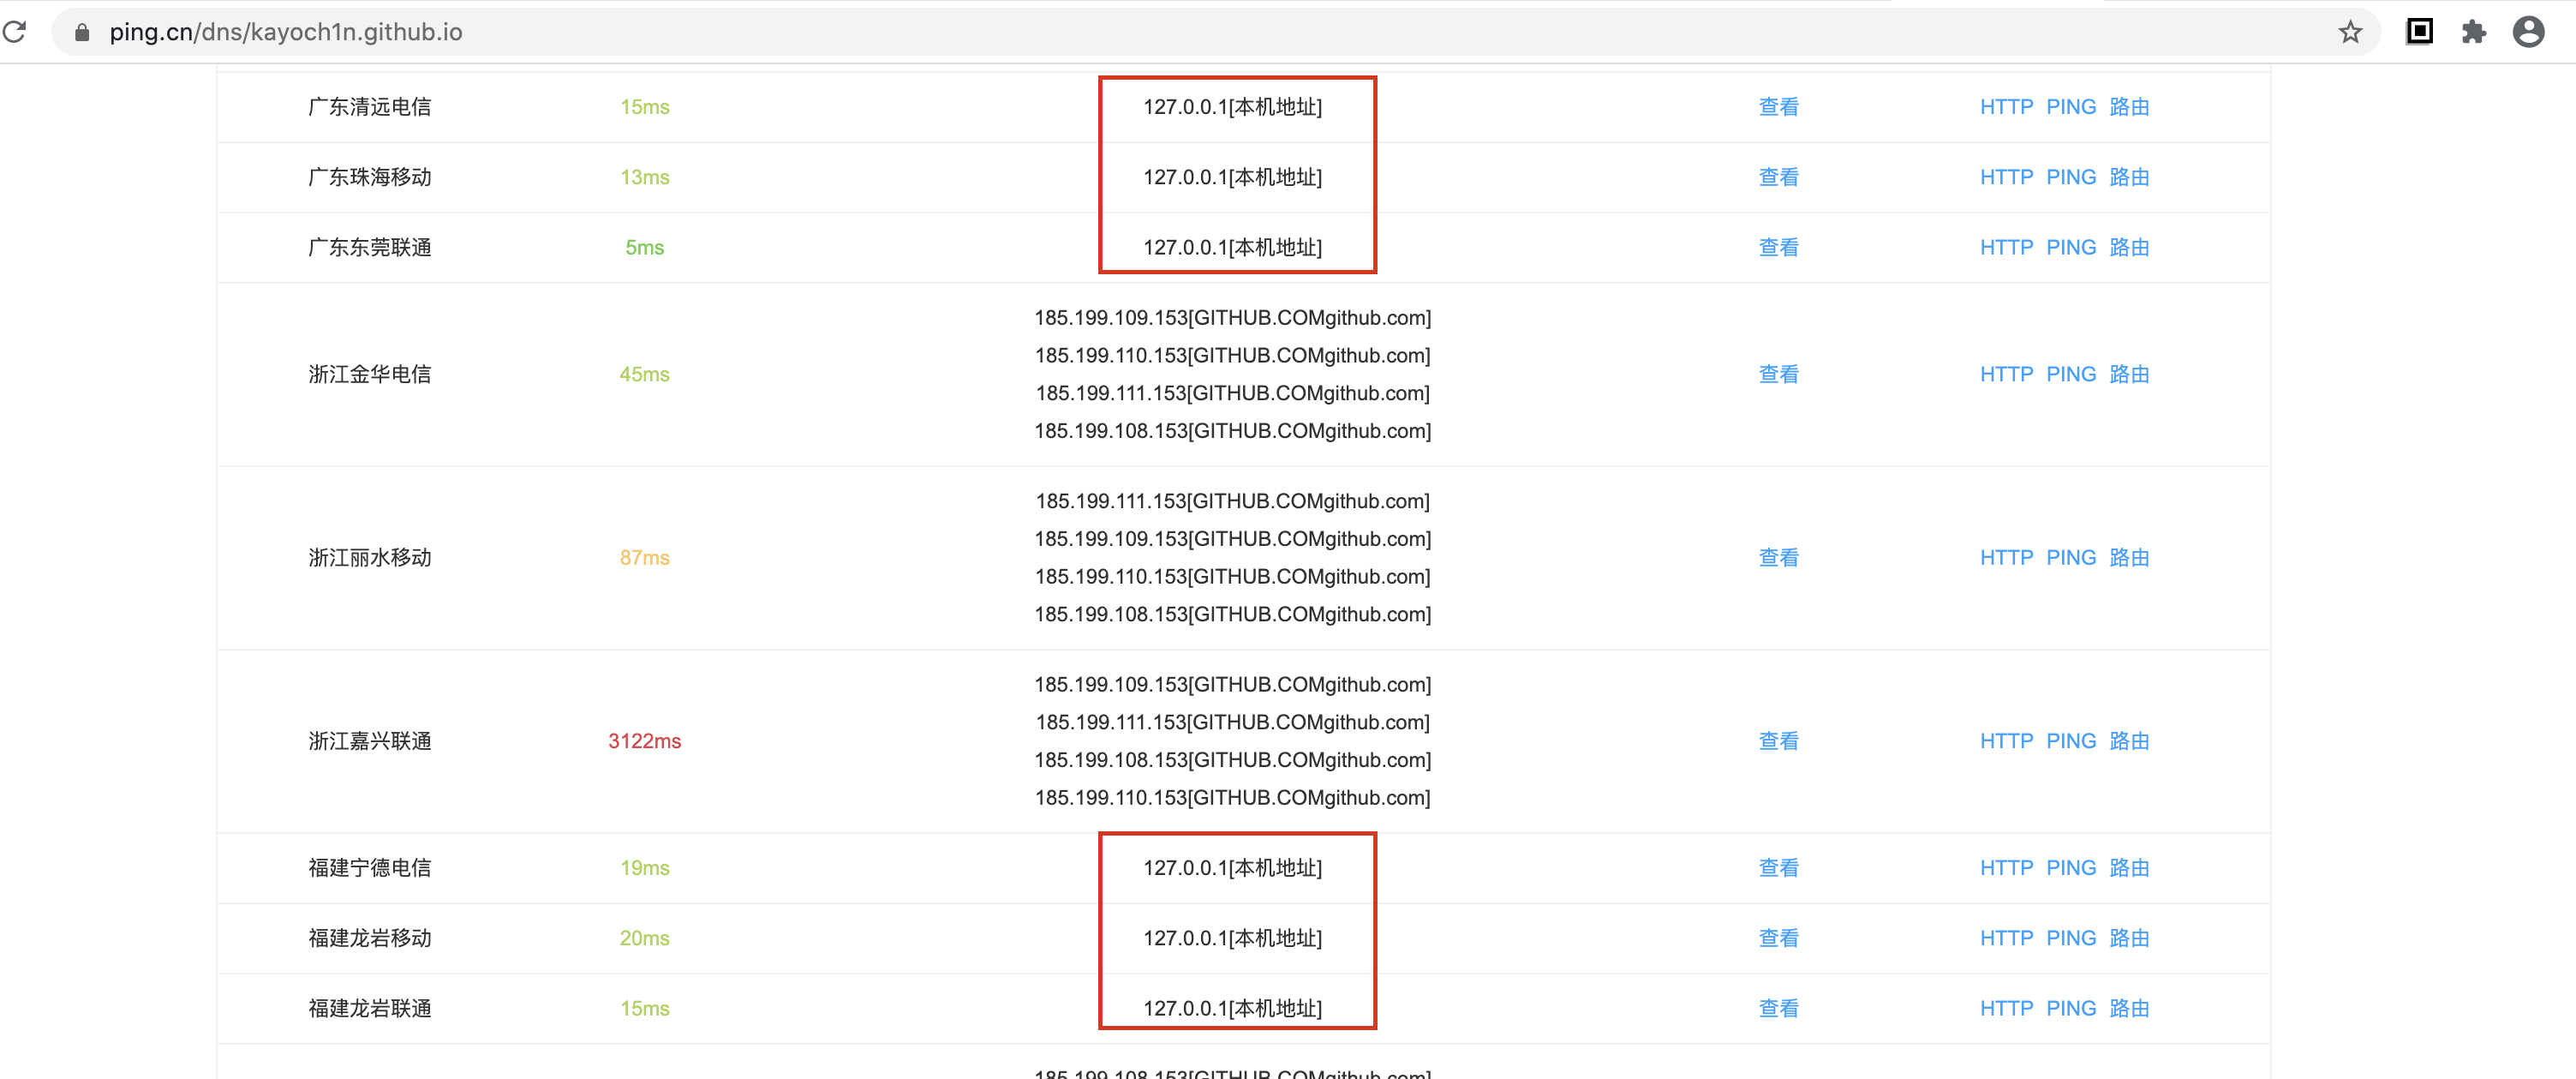 ping.cn/dns/kayoch1n.github.io
广东清远电信 15ms 127.0.0.1[本机地址] 查看 HTTP PING 路由
广东珠海移动 13ms 127.0.0.1[本机地址] 查看 HTTP PING 路由
广东东莞联通 5ms 127.0.0.1[本机地址] 查看 HTTP PING 路由
185.199.109.153[GITHUB.COMgithub.com]
185.199.110.153[GITHUB.COMgithub.com]
浙江金华电信 45ms 查看 HTTP PING 路由
185.199.111.153[GITHUB.COMgithub.com]
185.199.108.153[GITHUB.COMgithub.com]
185.199.111.153[GITHUB.COMgithub.com]
185.199.109.153[GITHUB.COMgithub.com]
浙江丽水移动 87ms 查看 HTTP PING 路由
185.199.110.153[GITHUB.COMgithub.com]
185.199.108.153[GITHUB.COMgithub.com]
185.199.109.153[GITHUB.COMgithub.com]
185.199.111.153[GITHUB.COMgithub.com]
浙江嘉兴联通 3122ms 查看 HTTP PING 路由
185.199.108.153[GITHUB.COMgithub.com]
185.199.110.153[GITHUB.COMgithub.com]
福建宁德电信 19ms 127.0.0.1[本机地址] 查看 HTTP PING 路由
福建龙岩移动 20ms 127.0.0.1[本机地址] 查看 HTTP PING 路由
福建龙岩联通 15ms 127.0.0.1[本机地址] 查看 HTTP PING 路由
185.199.108.153[GITHUB.COMgithub.com]